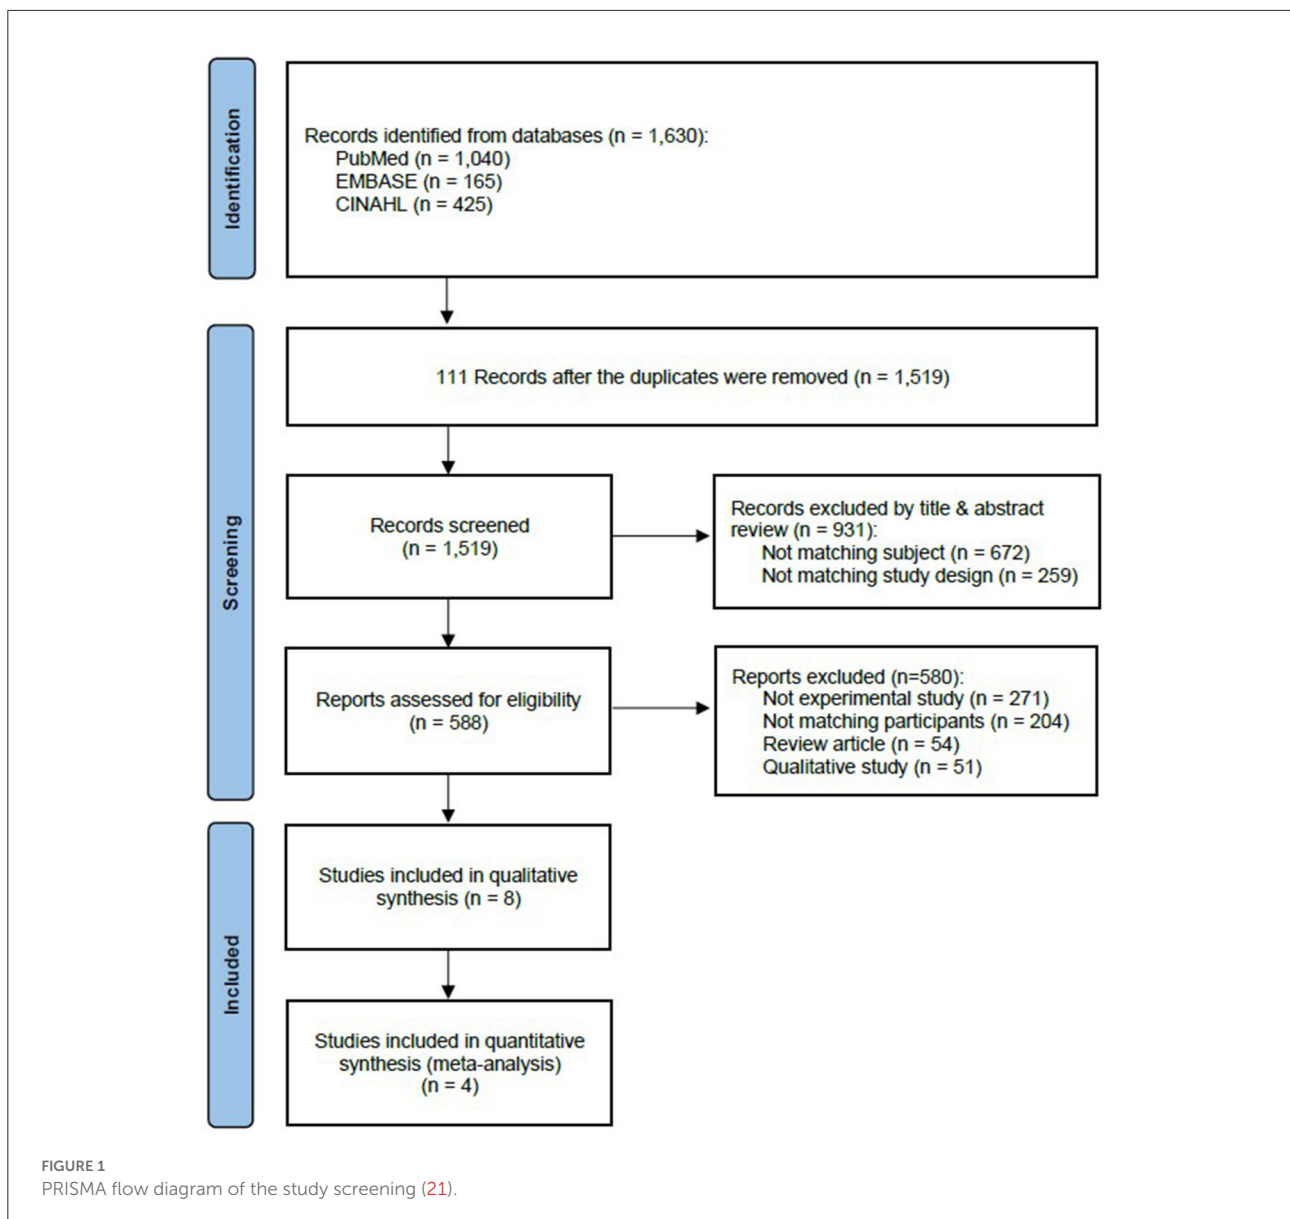 Identification
Records identified from databases (n = 1,630):
PubMed (n = 1,040)
EMBASE (n = 165)
CINAHL (n = 425)
Screening
111 Records after the duplicates were removed (n = 1,519)
Records screened
(n = 1,519)
Records excluded by title & abstract
review (n = 931):
Not matching subject (n = 672)
Not matching study design (n = 259)
Reports assessed for eligibility
(n = 588)
Reports excluded (n=580):
Not experimental study (n = 271)
Not matching participants (n = 204)
Review article (n = 54)
Qualitative study (n = 51)
Included
Studies included in qualitative
synthesis (n = 8)
Studies included in quantitative
synthesis (meta-analysis)
(n = 4)
FIGURE 1
PRISMA flow diagram of the study screening (21).